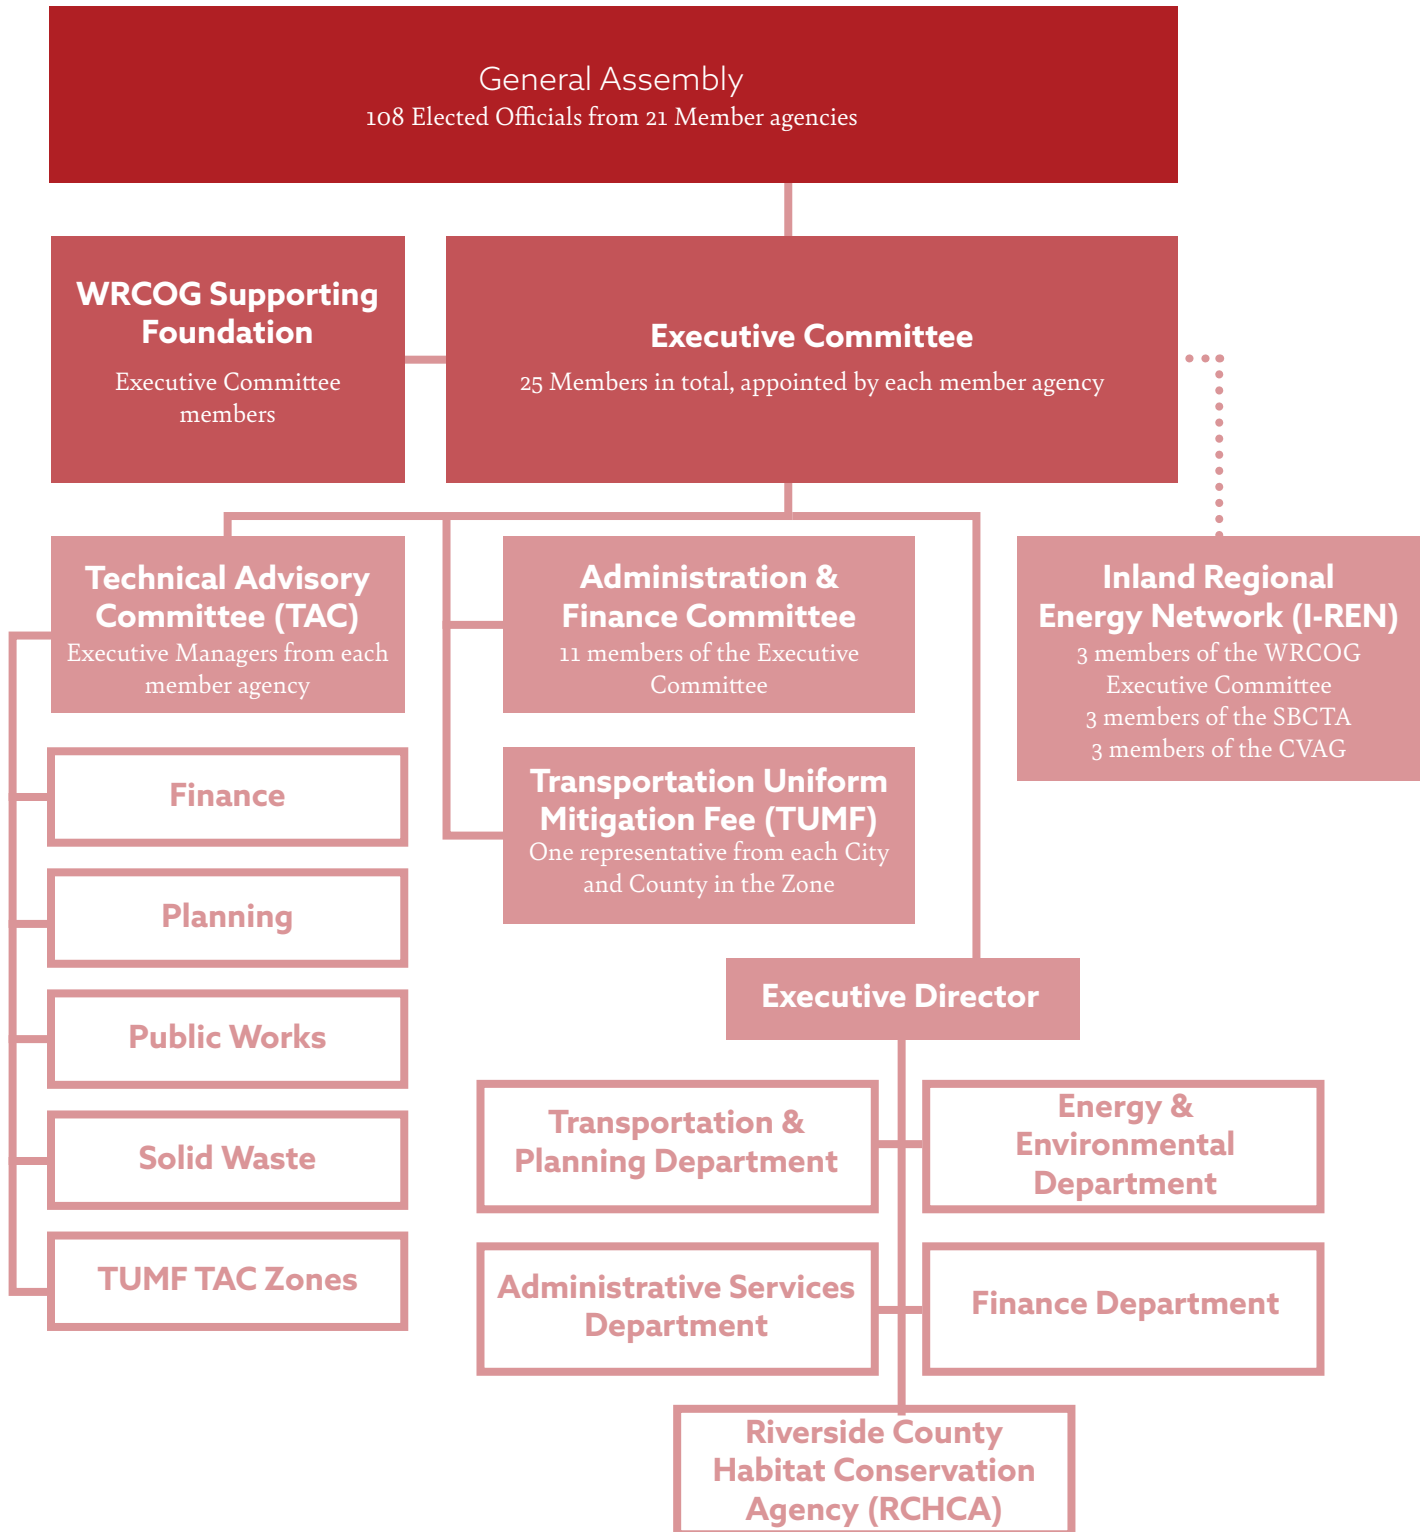 General Assembly
108 Elected Officials from 21 Member agencies
WRCOG Supporting
Foundation
Executive Committee
members
Executive Committee
25 Members in total, appointed by each member agency
Technical Advisory
Committee (TAC)
Executive Managers from each
member agency
Administration &
Finance Committee
11 members of the Executive
Committee
Inland Regional
Energy Network (I-REN)
3 members of the WRCOG
Executive Committee
3 members of the SBCTA
3 members of the CVAG
Transportation Uniform
Mitigation Fee (TUMF)
One representative from each City
and County in the Zone
Finance
Planning
Public Works
Solid Waste
TUMF TAC Zones
Executive Director
Transportation &
Planning Department
Energy &
Environmental
Department
Administrative Services
Department
Finance Department
Riverside County
Habitat Conservation
Agency (RCHCA)